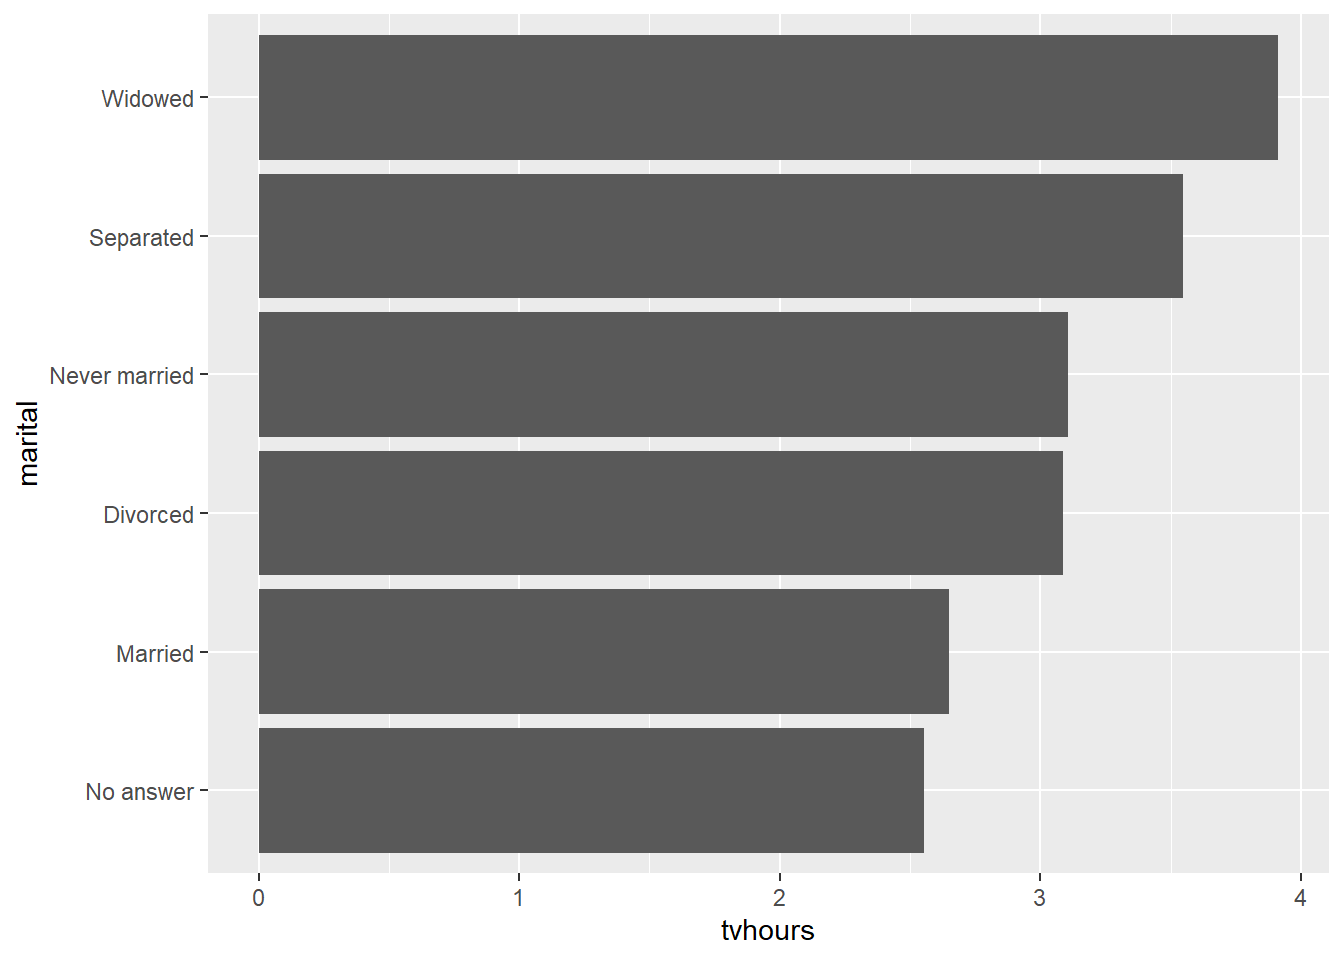 Widowed
Separated
Never married
Divorced
Married
No answer
marital
0 1 2 3 4
tvhours